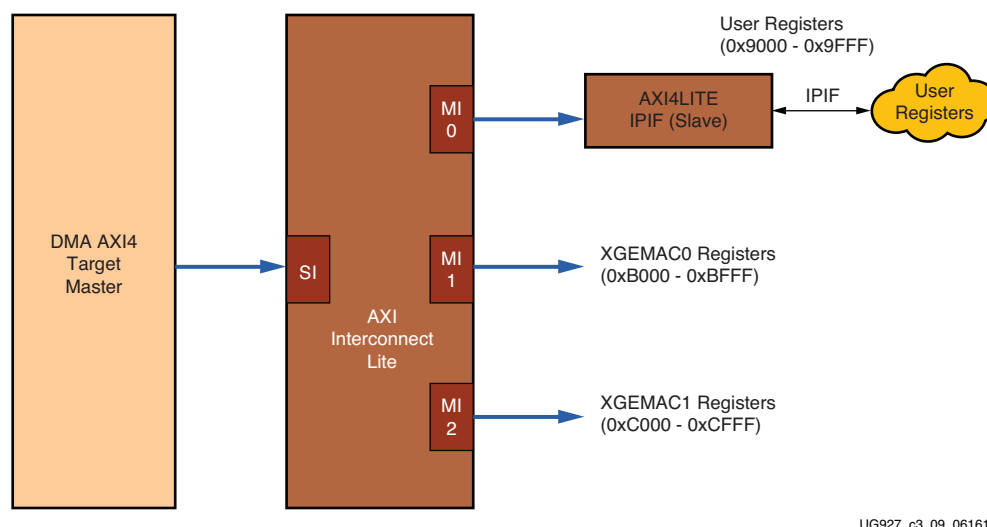 User Registers
(0x9000 - 0x9FFF)
MI
0
AXI4LITE
IPIF (Slave)
IPIF
User
Registers
DMA AXI4
Target
Master
SI
MI
1
XGEMAC0 Registers
(0xB000 - 0xBFFF)
AXI
Interconnect
Lite
MI
2
XGEMAC1 Registers
(0xC000 - 0xCFFF)
UG927_c3_09_06161